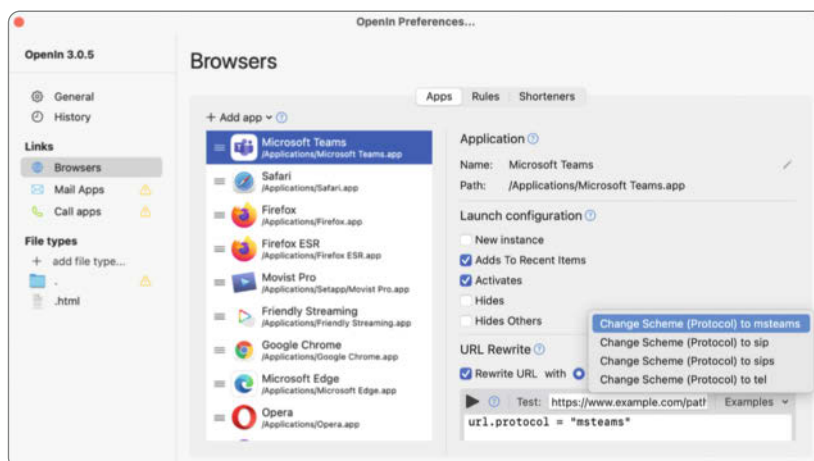 OpenIn Preferences...
OpenIn 3.0.5
General
History
Links
Browsers
Mail Apps
Call apps
File types
+ add file type...
.
.html
Browsers
Apps Rules Shorteners
+ Add app
Microsoft Teams
/Applications/Microsoft Teams.app
Safari
/Applications/Safari.app
Firefox
/Applications/Firefox.app
Firefox ESR
/Applications/Firefox ESR.app
Movist Pro
/Applications/Setapp/Movist Pro.app
Friendly Streaming
/Applications/Friendly Streaming.app
Google Chrome
/Applications/Google Chrome.app
Microsoft Edge
/Applications/Microsoft Edge.app
Opera
/Applications/Opera.app
Application ?
Name: Microsoft Teams
Path: /Applications/Microsoft Teams.app
Launch configuration ?
New instance
Adds To Recent Items
Activates
Hides
Hides Others
Change Scheme (Protocol) to msteams
Change Scheme (Protocol) to sip
Change Scheme (Protocol) to sips
Change Scheme (Protocol) to tel
URL Rewrite ?
Rewrite URL with
Test: https://www.example.com/path Examples
url.protocol = "msteams"